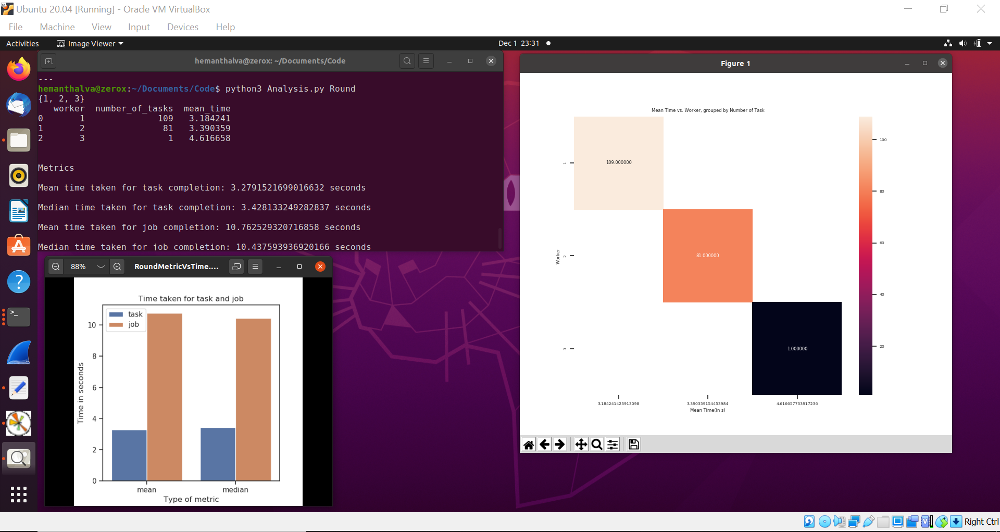 Ubuntu 20.04 [Running] - Oracle VM VirtualBox
File Machine View Input Devices Help
Activities Image Viewer Dec 1 23:31
hemanthalva@zerox: ~/Documents/Code
---
hemanthalva@zerox:~/Documents/Code$ python3 Analysis.py Round
{1, 2, 3}
worker number_of_tasks mean_time
0 1 109 3.184241
1 2 81 3.390359
2 3 1 4.616658
Metrics
Mean time taken for task completion: 3.2791521699016632 seconds
Median time taken for task completion: 3.428133249282837 seconds
Mean time taken for job completion: 10.762529320716858 seconds
Median time taken for job completion: 10.437593936920166 seconds
88% RoundMetricVsTime....
Time taken for task and job
task
job
10
8
6
4
2
0
Time in seconds
mean median
Type of metric
Figure 1
Mean Time vs. Worker, grouped by Number of Task
109.000000
81.000000
1.000000
1
2
3
Worker
3.184241423913098 3.390359154453984 4.616657733917236
Mean Time(in s)
100
80
60
40
20
Right Ctrl